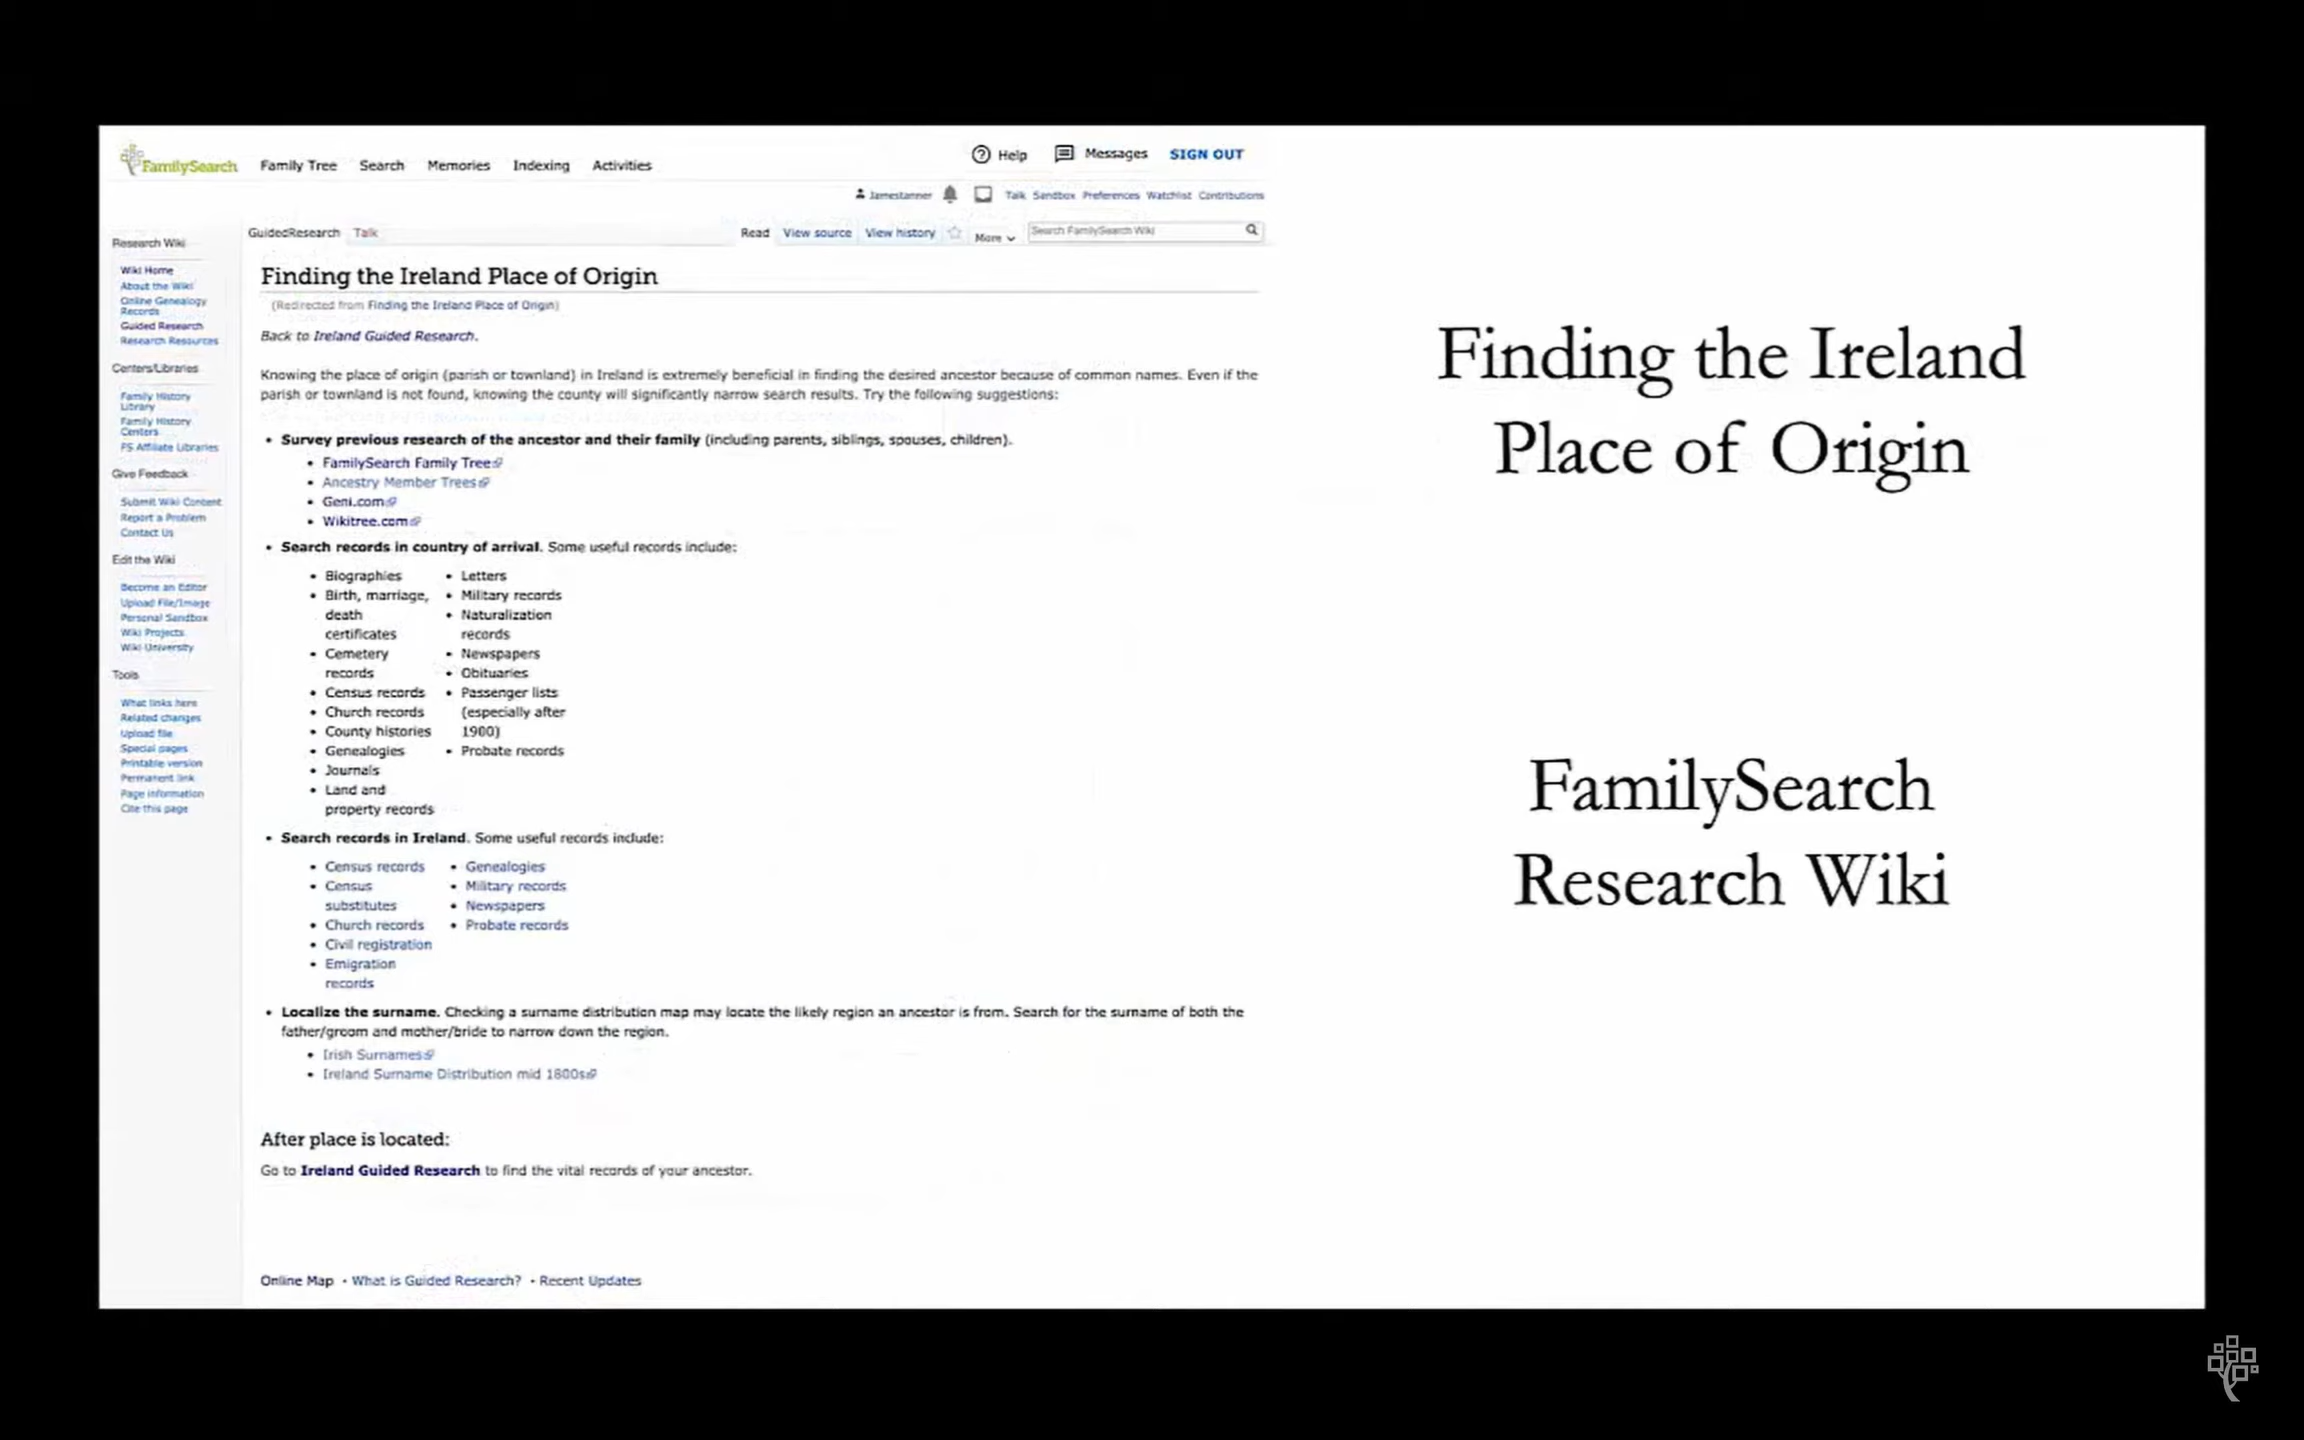 FamilySearch
Family Tree
Search
Memories
Indexing
Activities
Help
Messages
SIGN OUT
Jamestanner
Talk
Sandbox
Preferences
Watchlist
Contributions
GuidedResearch
Talk
Read
View source
View history
More
Search FamilySearch Wiki
Research Wiki
Wiki Home
About the Wiki
Online Genealogy
Records
Guided Research
Research Resources
Centers/Libraries
Family History
Library
Family History
Centers
FS Affiliate Libraries
Give Feedback
Submit Wiki Content
Report a Problem
Contact Us
Edit the Wiki
Become an Editor
Upload File/Image
Personal Sandbox
Wiki Projects
Wiki University
Tools
What links here
Related changes
Upload file
Special pages
Printable version
Permanent link
Page information
Cite this page
Finding the Ireland Place of Origin
(Redirected from Finding the Ireland Place of Origin)
Back to Ireland Guided Research.
Knowing the place of origin (parish or townland) in Ireland is extremely beneficial in finding the desired ancestor because of common names. Even if the
parish or townland is not found, knowing the county will significantly narrow search results. Try the following suggestions:
• Survey previous research of the ancestor and their family (including parents, siblings, spouses, children).
• FamilySearch Family Tree
• Ancestry Member Trees
• Geni.com
• Wikitree.com
• Search records in country of arrival. Some useful records include:
• Biographies
• Birth, marriage,
death
certificates
• Cemetery
records
• Census records
• Church records
• County histories
• Genealogies
• Journals
• Land and
property records
• Letters
• Military records
• Naturalization
records
• Newspapers
• Obituaries
• Passenger lists
(especially after
1900)
• Probate records
• Search records in Ireland. Some useful records include:
• Census records
• Census
substitutes
• Church records
• Civil registration
• Emigration
records
• Genealogies
• Military records
• Newspapers
• Probate records
• Localize the surname. Checking a surname distribution map may locate the likely region an ancestor is from. Search for the surname of both the
father/groom and mother/bride to narrow down the region.
• Irish Surnames
• Ireland Surname Distribution mid 1800s
After place is located:
Go to Ireland Guided Research to find the vital records of your ancestor.
Online Map • What is Guided Research? • Recent Updates
Finding the Ireland
Place of Origin
FamilySearch
Research Wiki